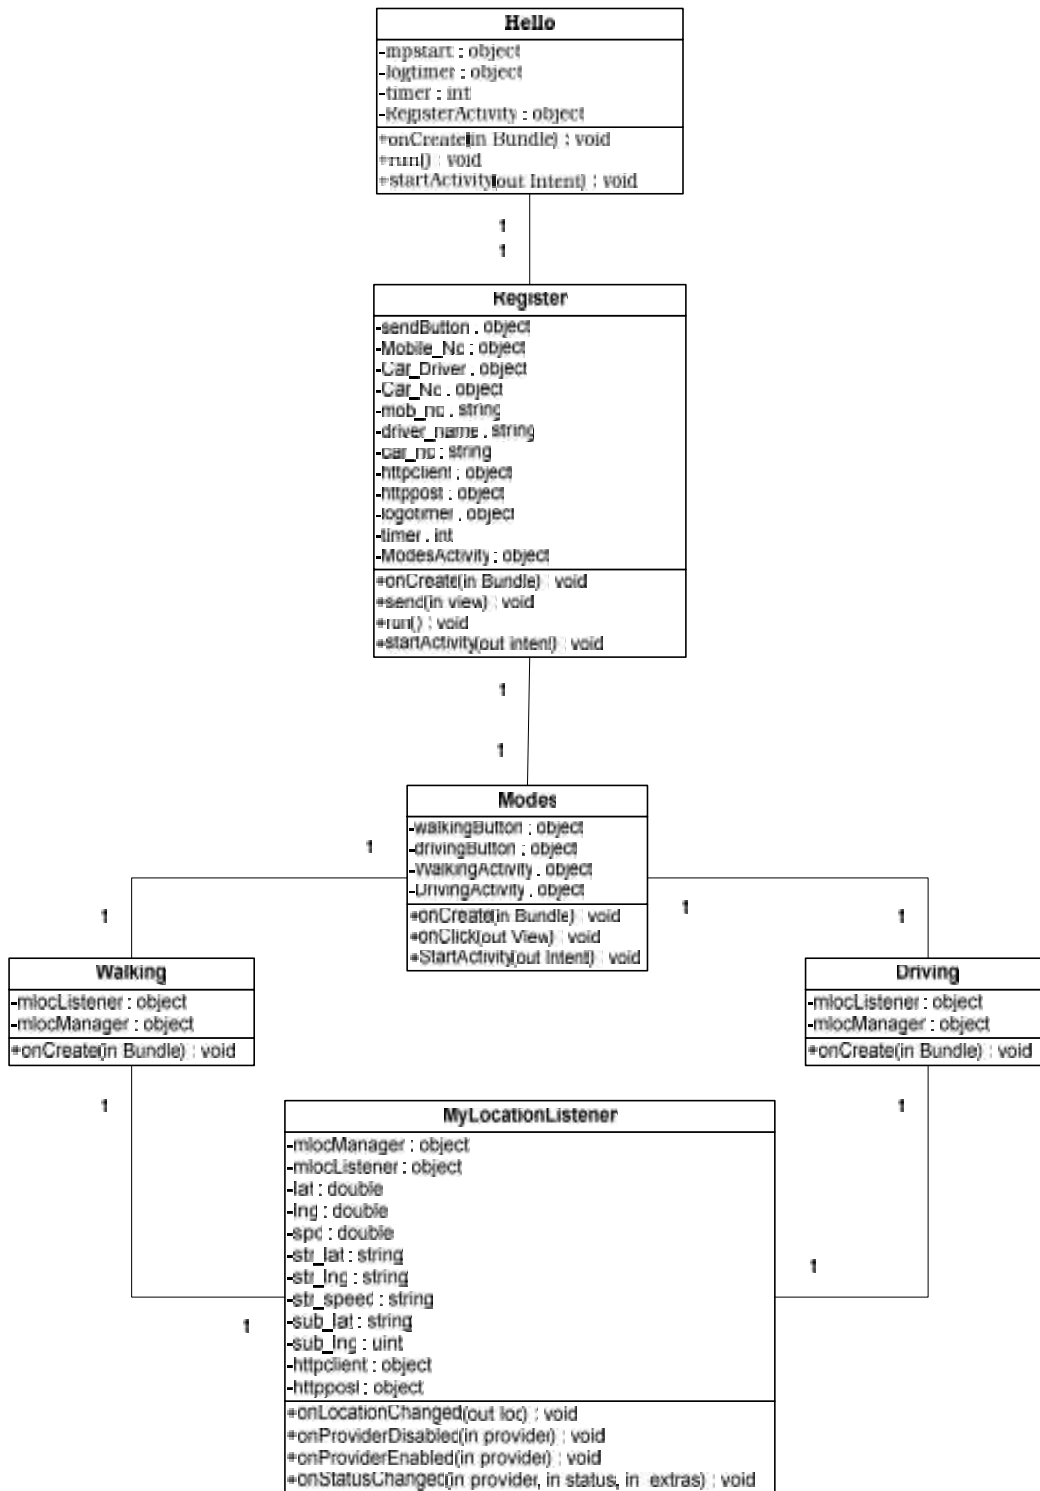 Hello
-mpstart : object
-logtimer : object
-timer : int
-RegisterActivity : object
+onCreate(in Bundle) : void
+run() : void
+startActivity(out Intent) : void
1
1
Register
-sendButton : object
-Mobile_No : object
-Car_Driver : object
-Car_No : object
-mob_no : string
-driver_name : string
-car_no : string
-httpclient : object
-httppost : object
-logotimer : object
-timer : int
-ModesActivity : object
+onCreate(in Bundle) : void
+send(in view) : void
+run() : void
+startActivity(out intent) : void
1
1
Modes
-walkingButton : object
-drivingButton : object
-WalkingActivity : object
-DrivingActivity : object
+onCreate(in Bundle) : void
+onClick(out View) : void
+StartActivity(out Intent) : void
1
1
1
1
Walking
-mlocListener : object
-mlocManager : object
+onCreate(in Bundle) : void
Driving
-mlocListener : object
-mlocManager : object
+onCreate(in Bundle) : void
1
1
MyLocationListener
-mlocManager : object
-mlocListener : object
-lat : double
-lng : double
-spd : double
-str_lat : string
-str_lng : string
-str_speed : string
-sub_lat : string
-sub_lng : uint
-httpclient : object
-httppost : object
+onLocationChanged(out loc) : void
+onProviderDisabled(in provider) : void
+onProviderEnabled(in provider) : void
+onStatusChanged(in provider, in status, in extras) : void
1
1